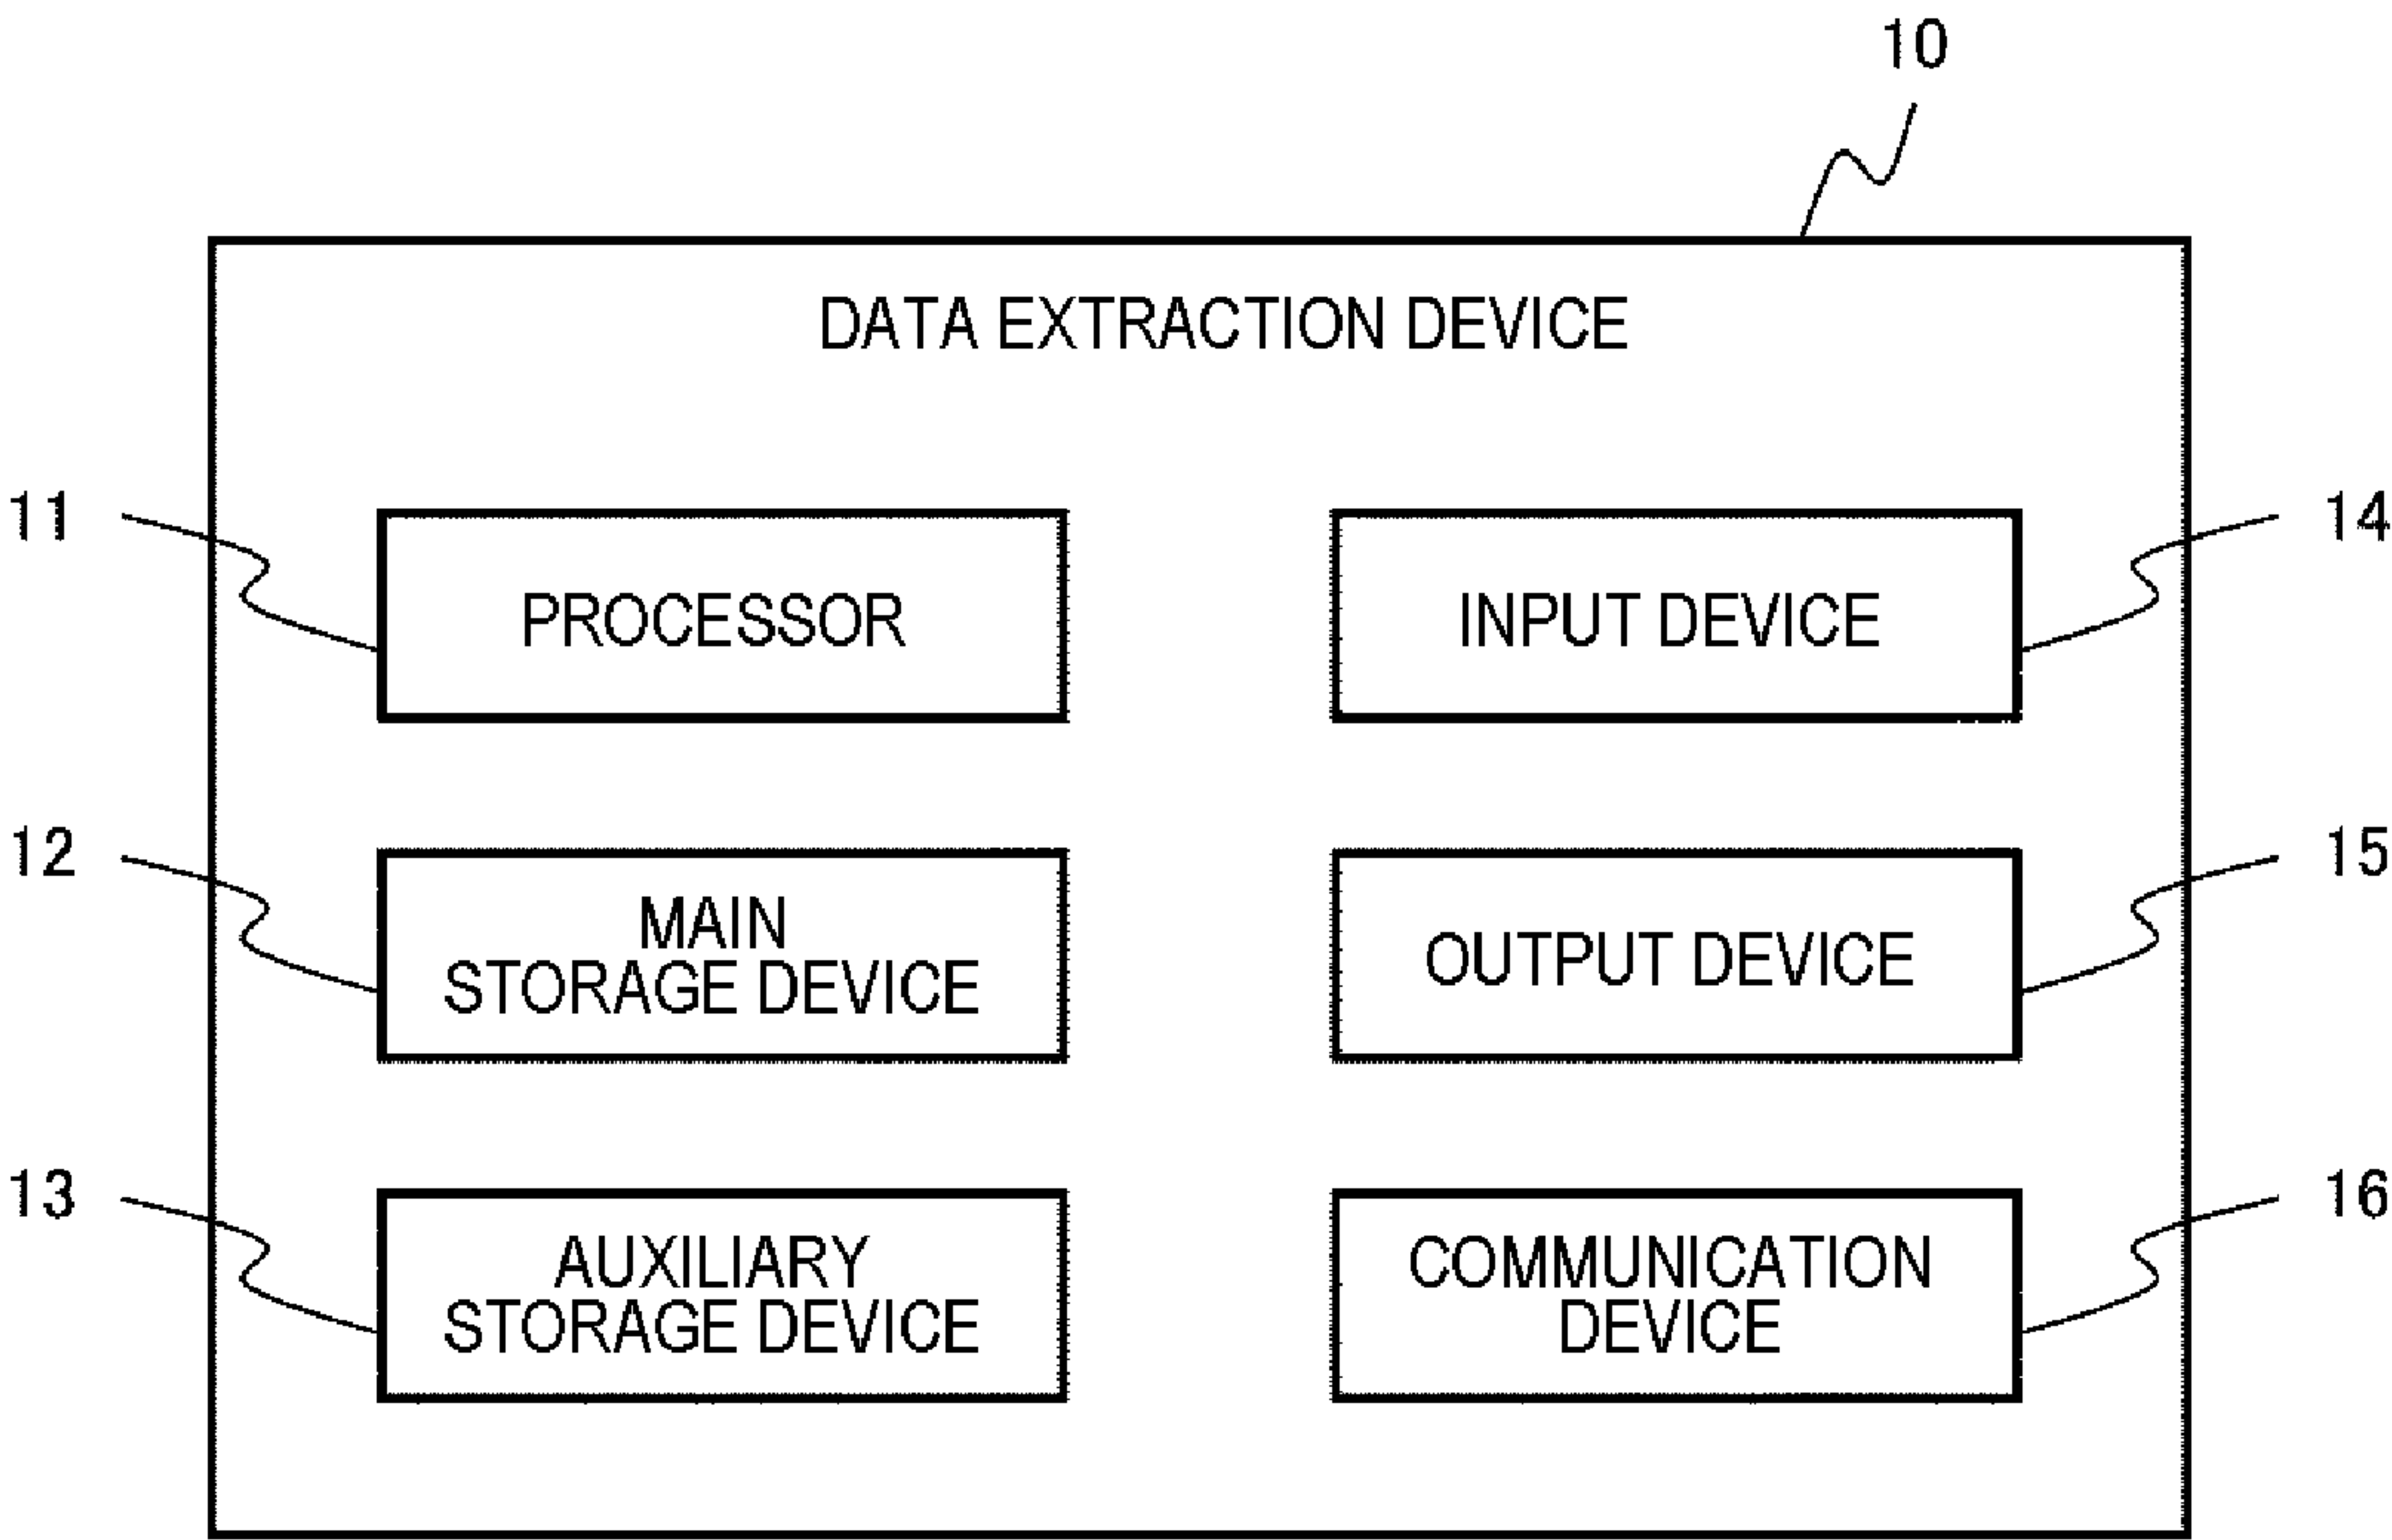 10
DATA EXTRACTION DEVICE
11
PROCESSOR
INPUT DEVICE
14
12
MAIN
STORAGE DEVICE
OUTPUT DEVICE
15
13
AUXILIARY
STORAGE DEVICE
COMMUNICATION
DEVICE
16